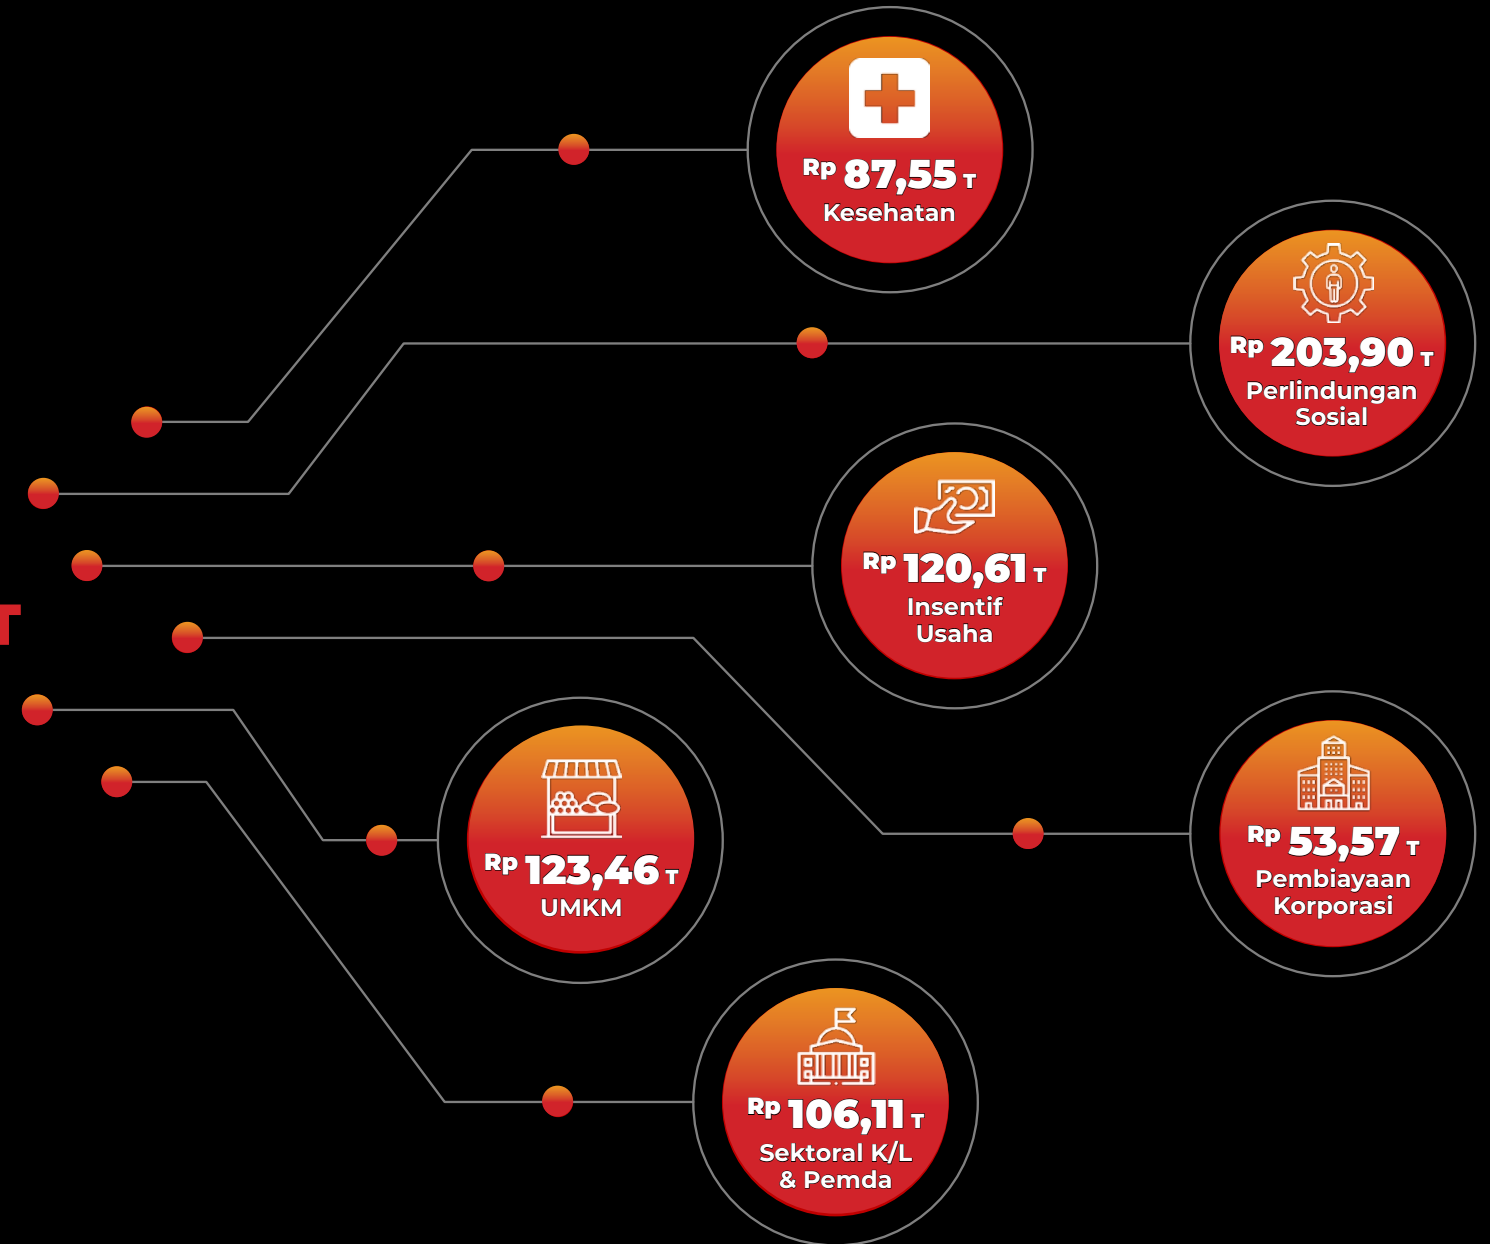 Rp 87,55 T
Kesehatan
Rp 203,90 T
Perlindungan
Sosial
Rp 120,61 T
Insentif
Usaha
T
Rp 53,57 T
Pembiayaan
Korporasi
Rp 123,46 T
UMKM
Rp 106,11 T
Sektoral K/L
& Pemda